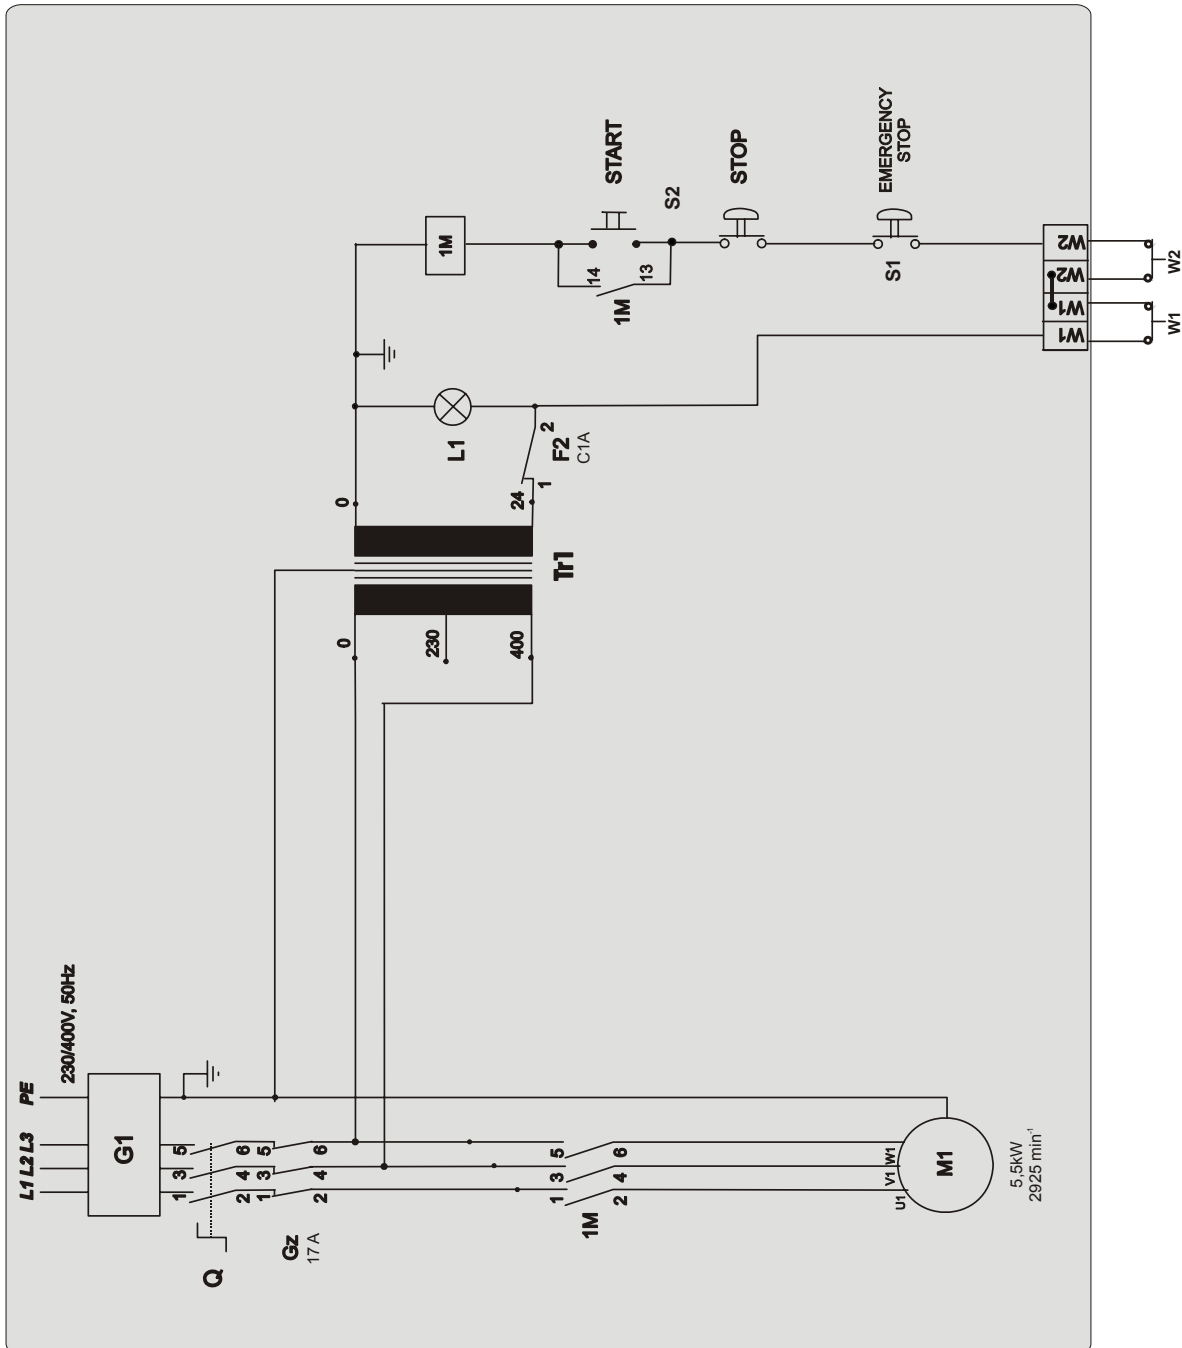 L1 L2 L3 PE
230/400V, 50Hz
G1
1 3 5
2 4 6
Q
1 3 5
2 4 6
Gz
17 A
1 3 5
2 4 6
1M
U1 V1 W1
M1
5,5kW
2925 min-1
0
230
400
Tr1
0
24
1
2
F2
C1A
L1
1M
14
13
1M
START
S2
STOP
S1
EMERGENCY
STOP
W1
W1
W2
W2
W1
W2